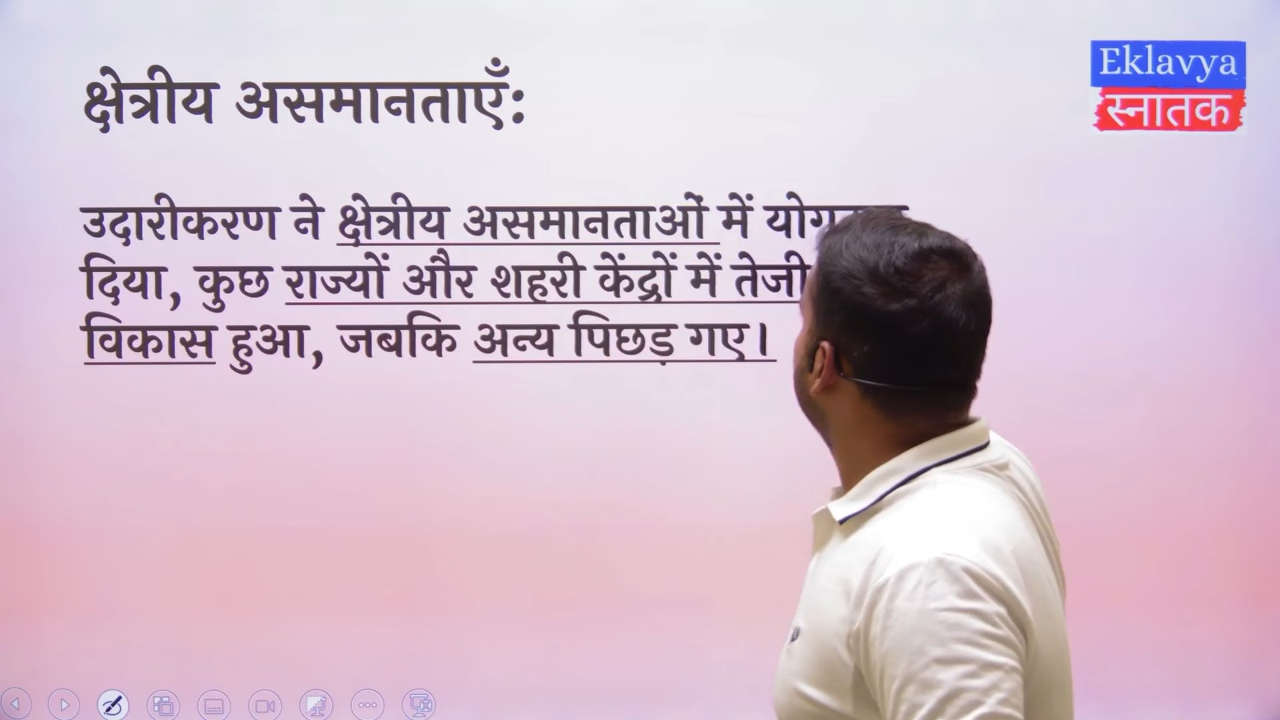 क्षेत्रीय असमानताएँ:
Eklavya
स्नातक
उदारीकरण ने क्षेत्रीय असमानताओं में
दिया, कुछ राज्यों और शहरी केंद्रों में तेजी
विकास हुआ, जबकि अन्य पिछड़ गए।